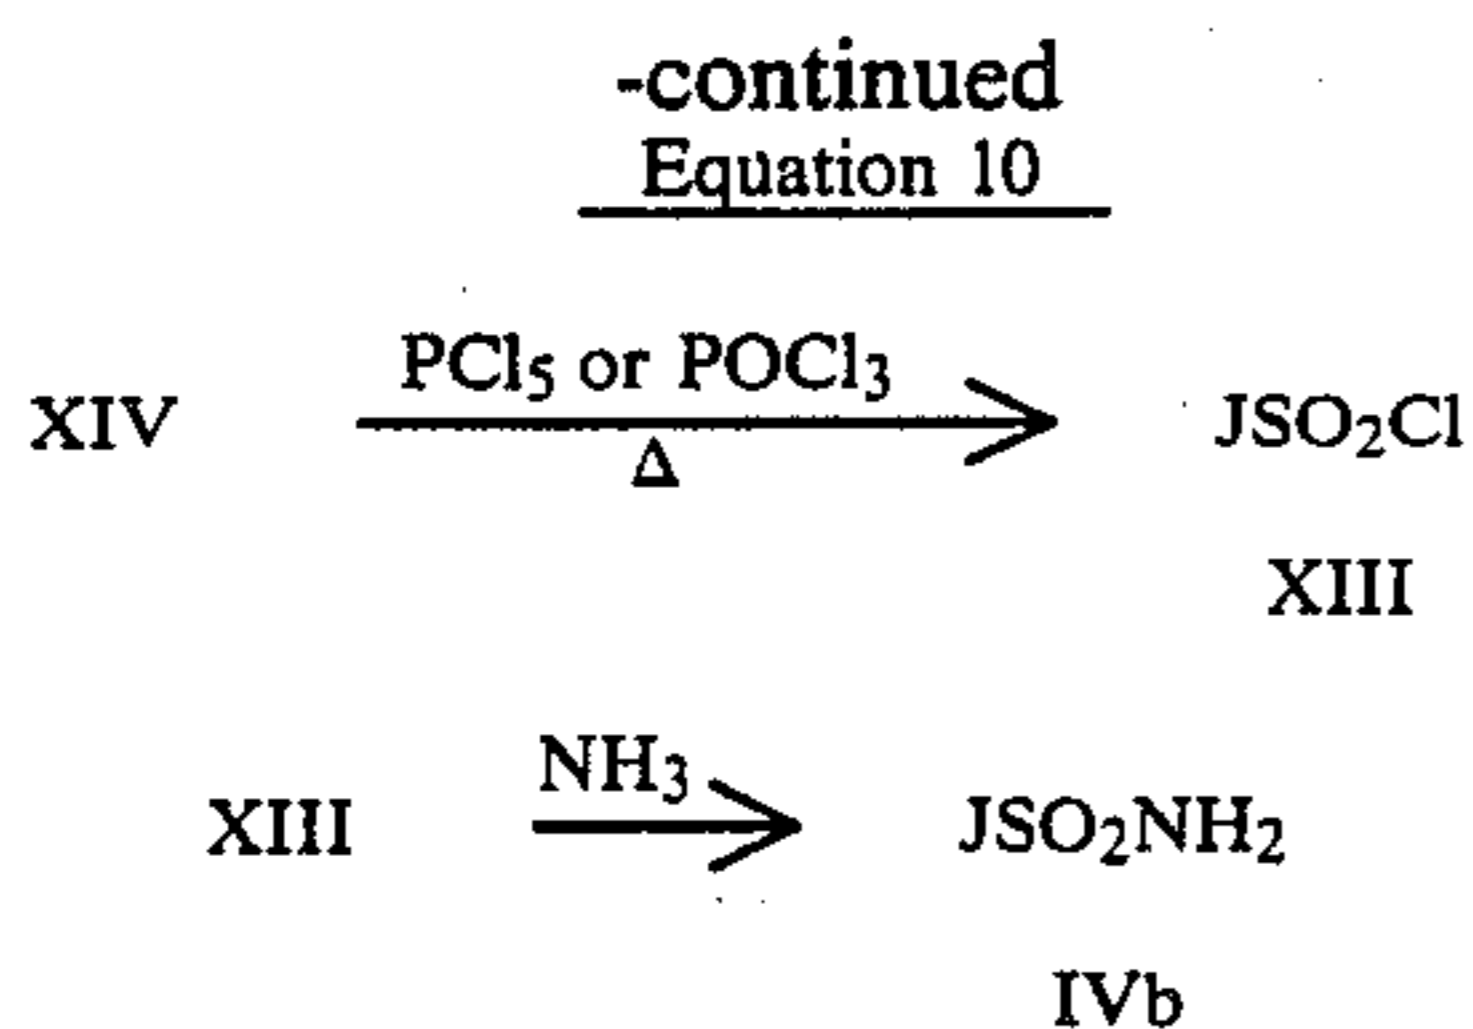 -continued
Equation 10
PCl5 or POCl3
XIV JSO2Cl
Δ
XIII
NH3
XIII JSO2NH2
IVb